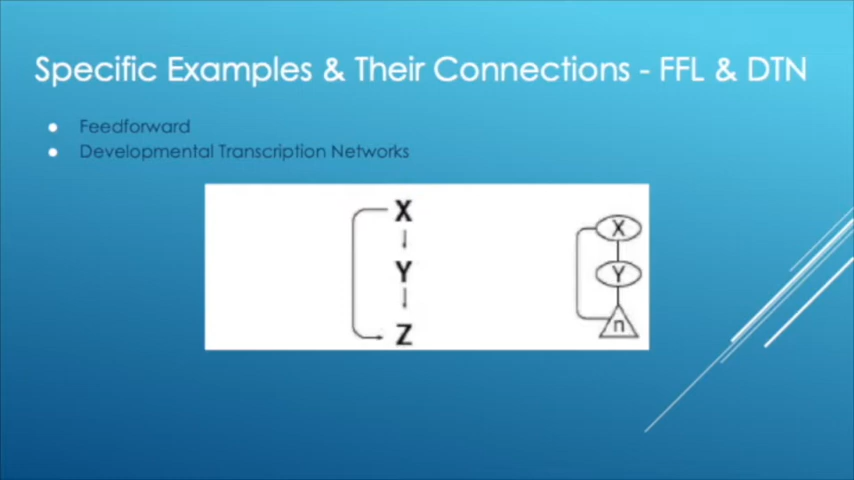 Specific Examples & Their Connections - FFL & DTN
Feedforward
Developmental Transcription Networks
X
Y
Z
X
Y
n